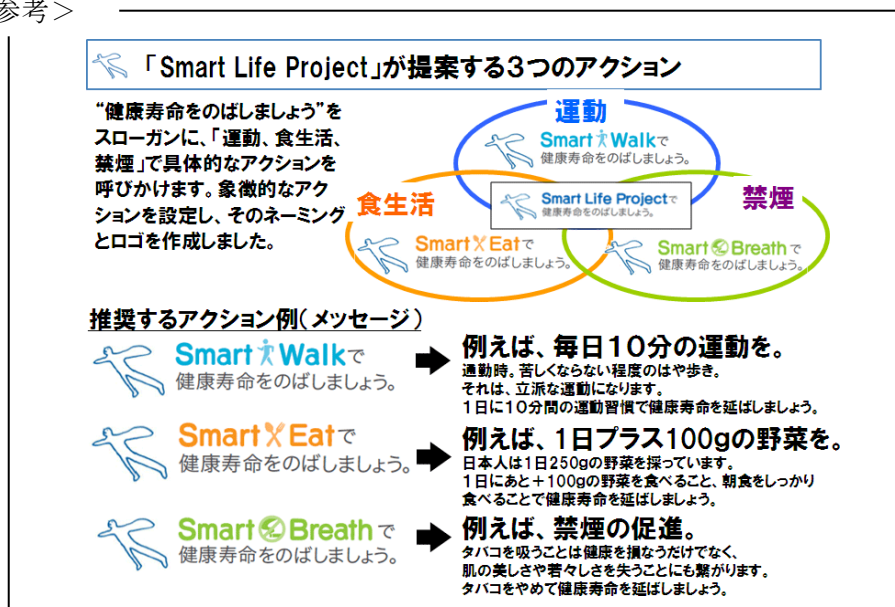 参考＞
「Smart Life Project」が提案する３つのアクション
“健康寿命をのばしましょう”を
スローガンに、「運動、食生活、
禁煙」で具体的なアクションを
呼びかけます。象徴的なアク
ションを設定し、そのネーミング
とロゴを作成しました。
運動
Smart Walkで
健康寿命をのばしましょう。
食生活
Smart Life Projectで
健康寿命をのばしましょう。
禁煙
Smart Eatで
健康寿命をのばしましょう。
Smart Breathで
健康寿命をのばしましょう。
推奨するアクション例（メッセージ）
Smart Walkで
健康寿命をのばしましょう。
例えば、毎日１０分の運動を。
通勤時。苦しくならない程度のはや歩き。
それは、立派な運動になります。
１日に１０分間の運動習慣で健康寿命を延ばしましょう。
Smart Eatで
健康寿命をのばしましょう。
例えば、１日プラス100gの野菜を。
日本人は１日250gの野菜を採っています。
１日にあと＋100gの野菜を食べること、朝食をしっかり
食べることで健康寿命を延ばしましょう。
Smart Breathで
健康寿命をのばしましょう。
例えば、禁煙の促進。
タバコを吸うことは健康を損なうだけでなく、
肌の美しさや若々しさを失うことにも繋がります。
タバコをやめて健康寿命を延ばしましょう。